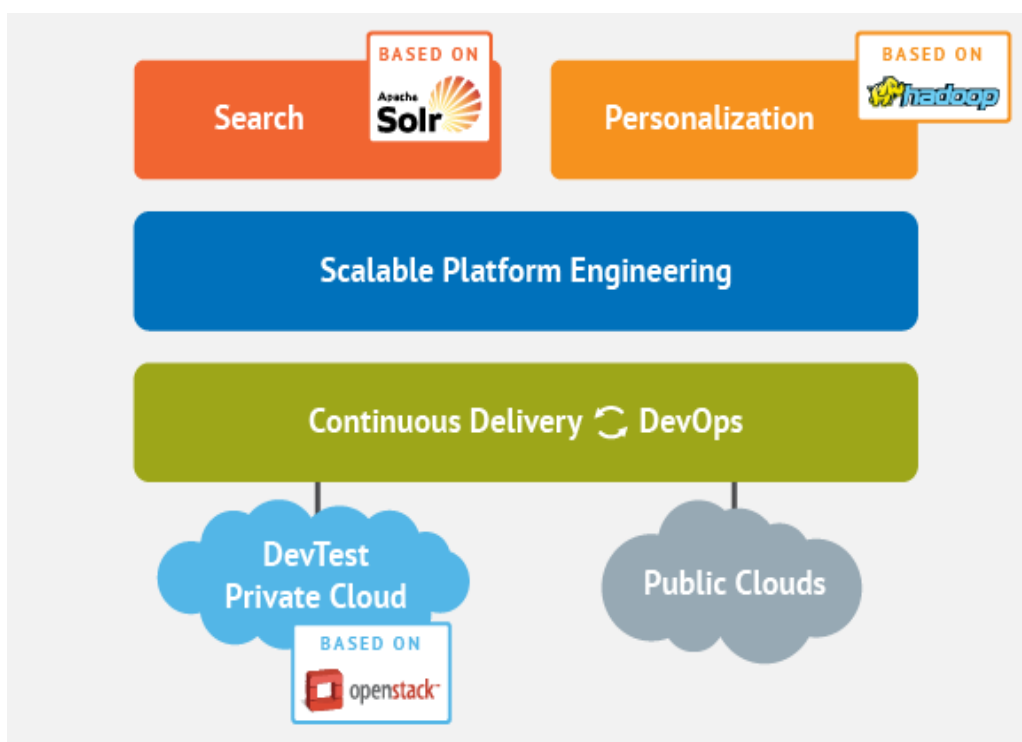 BASED ON
Apache
Solr
Search
BASED ON
hadoop
Personalization
Scalable Platform Engineering
Continuous Delivery DevOps
DevTest
Private Cloud
BASED ON
openstack™
Public Clouds